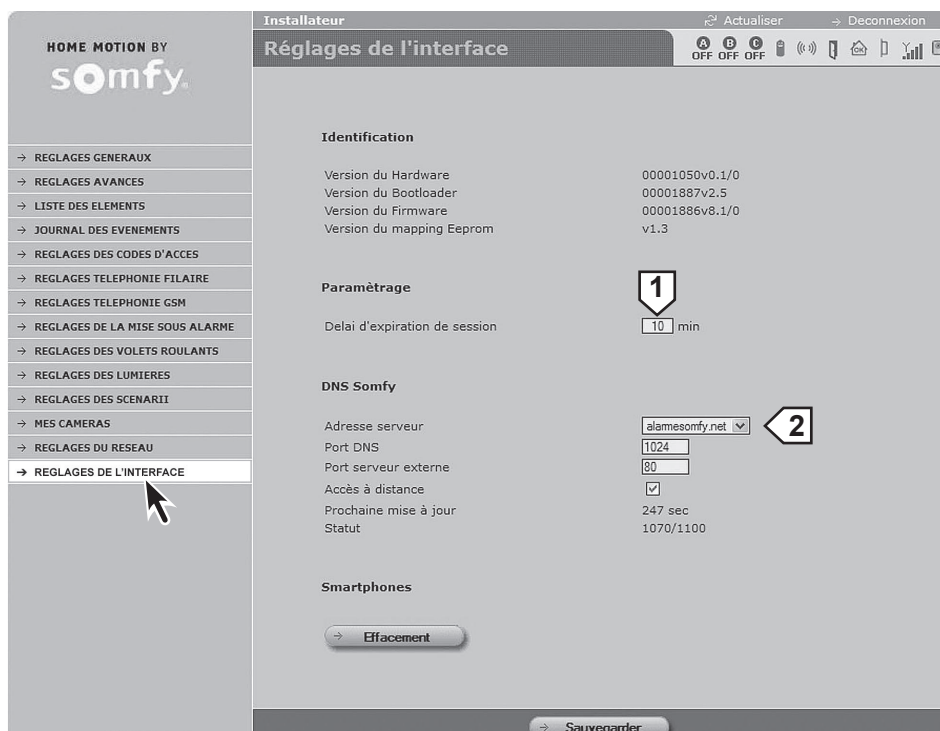 Installateur
Actualiser
→ Deconnexion
HOME MOTION BY
somfy
Réglages de l'interface
A B C
OFF OFF OFF
OK
→ REGLAGES GENERAUX
→ REGLAGES AVANCES
→ LISTE DES ELEMENTS
→ JOURNAL DES EVENEMENTS
→ REGLAGES DES CODES D'ACCES
→ REGLAGES TELEPHONIE FILAIRE
→ REGLAGES TELEPHONIE GSM
→ REGLAGES DE LA MISE SOUS ALARME
→ REGLAGES DES VOLETS ROULANTS
→ REGLAGES DES LUMIERES
→ REGLAGES DES SCENARII
→ MES CAMERAS
→ REGLAGES DU RESEAU
→ REGLAGES DE L'INTERFACE
Identification
Version du Hardware 00001050v0.1/0
Version du Bootloader 00001887v2.5
Version du Firmware 00001886v8.1/0
Version du mapping Eeprom v1.3
Paramètrage
1
Delai d'expiration de session 10 min
DNS Somfy
Adresse serveur alarmesomfy.net 2
Port DNS 1024
Port serveur externe 80
Accès à distance
Prochaine mise à jour 247 sec
Statut 1070/1100
Smartphones
→ Effacement
→ Sauvegarder